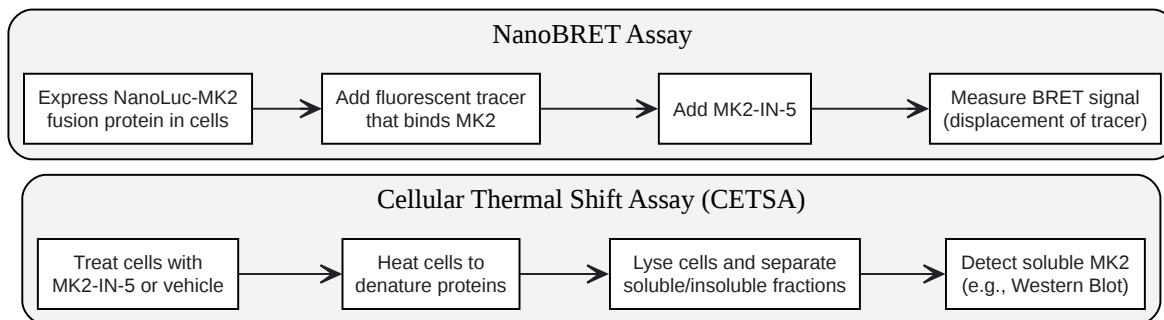 NanoBRET Assay
Express NanoLuc-MK2
fusion protein in cells
Add fluorescent tracer
that binds MK2
Add MK2-IN-5
Measure BRET signal
(displacement of tracer)
Cellular Thermal Shift Assay (CETSA)
Treat cells with
MK2-IN-5 or vehicle
Heat cells to
denature proteins
Lyse cells and separate
soluble/insoluble fractions
Detect soluble MK2
(e.g., Western Blot)